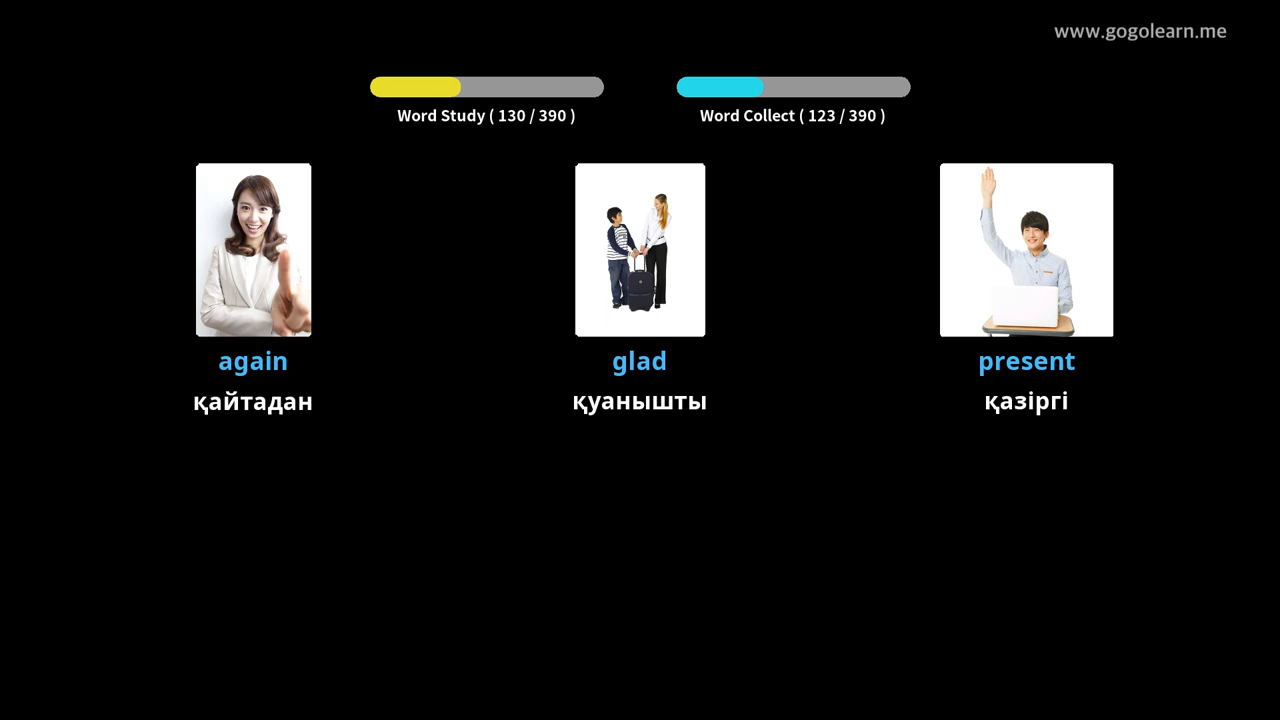 www.gogolearn.me
Word Study ( 130 / 390 )
Word Collect ( 123 / 390 )
again
glad
present
қайтадан
қуанышты
қазіргі